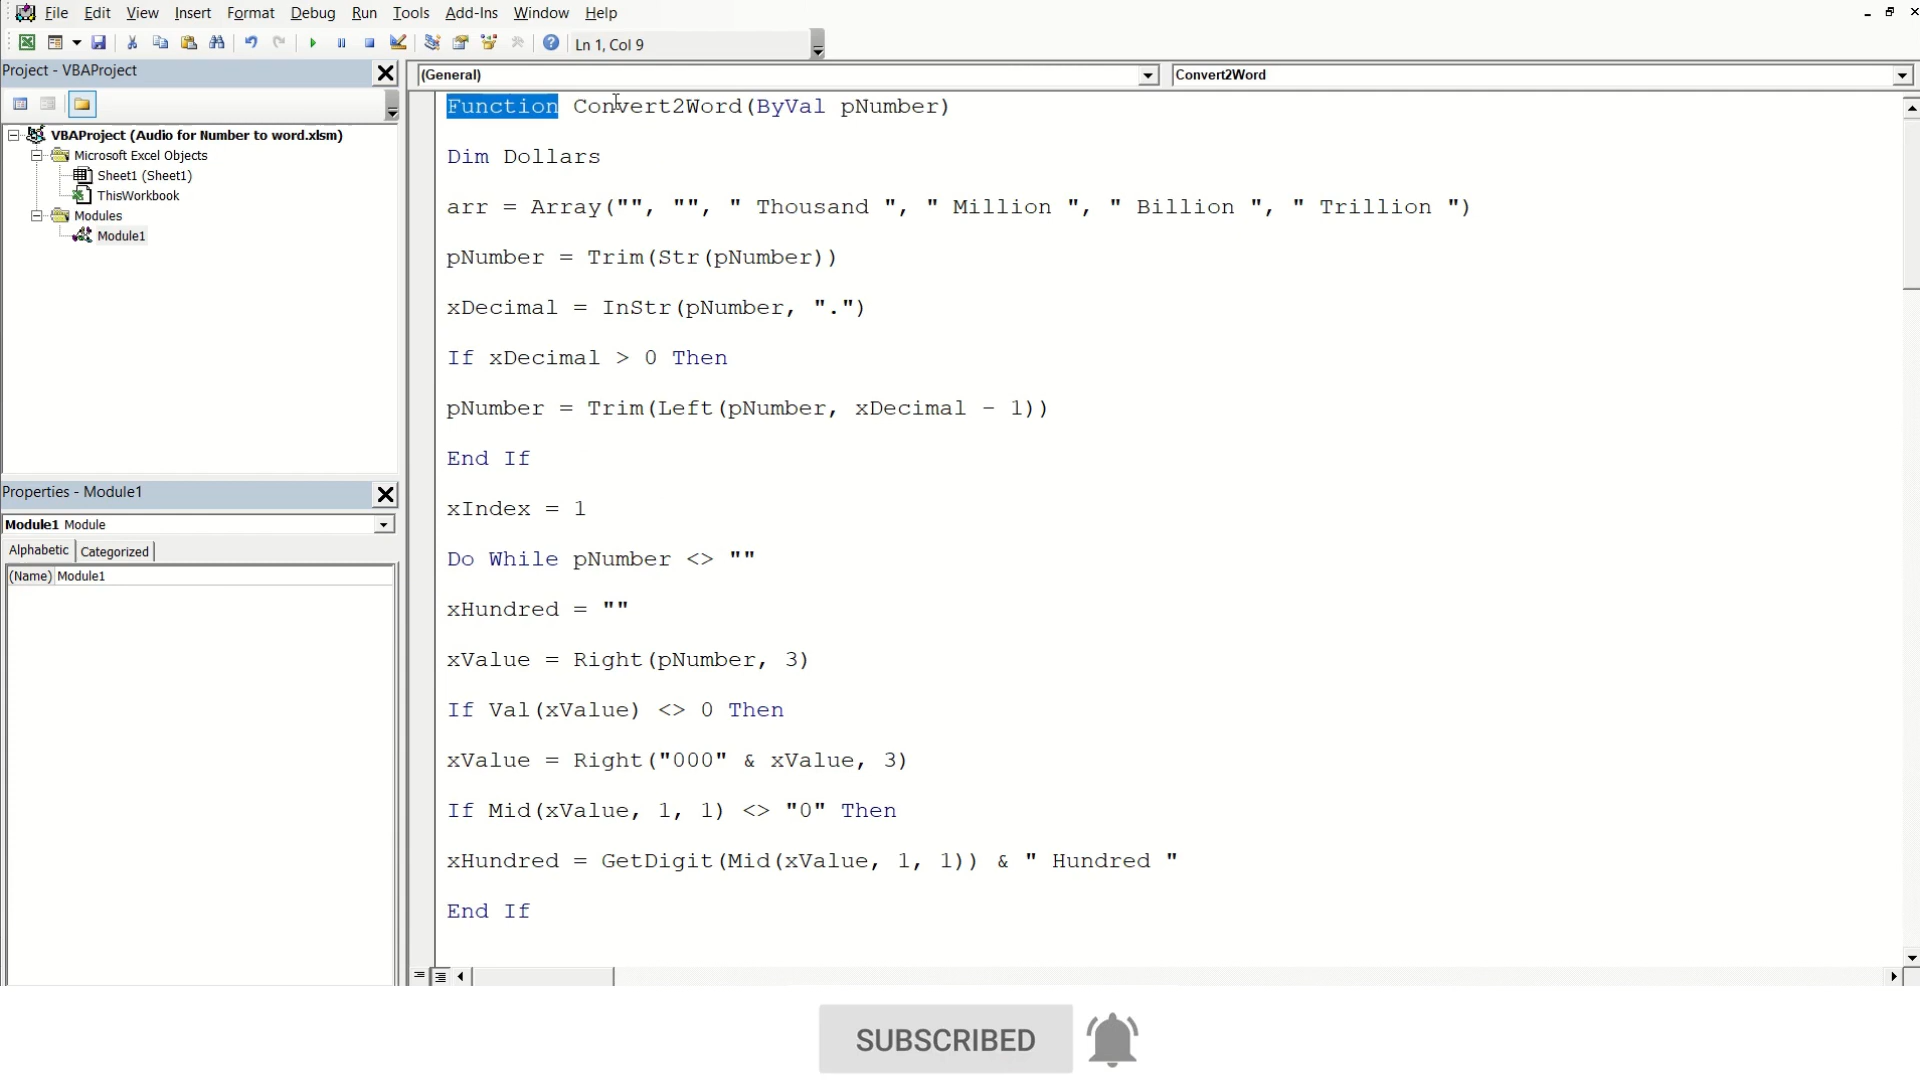 File Edit View Insert Format Debug Run Tools Add-Ins Window Help
Ln 1, Col 9
Project - VBAProject
VBAProject (Audio for Number to word.xlsm)
Microsoft Excel Objects
Sheet1 (Sheet1)
ThisWorkbook
Modules
Module1
Properties - Module1
Module1 Module
Alphabetic Categorized
(Name) Module1
(General) Convert2Word
Function Convert2Word(ByVal pNumber)
Dim Dollars
arr = Array("", "", " Thousand ", " Million ", " Billion ", " Trillion ")
pNumber = Trim(Str(pNumber))
xDecimal = InStr(pNumber, ".")
If xDecimal > 0 Then
pNumber = Trim(Left(pNumber, xDecimal - 1))
End If
xIndex = 1
Do While pNumber <> ""
xHundred = ""
xValue = Right(pNumber, 3)
If Val(xValue) <> 0 Then
xValue = Right("000" & xValue, 3)
If Mid(xValue, 1, 1) <> "0" Then
xHundred = GetDigit(Mid(xValue, 1, 1)) & " Hundred "
End If
SUBSCRIBED